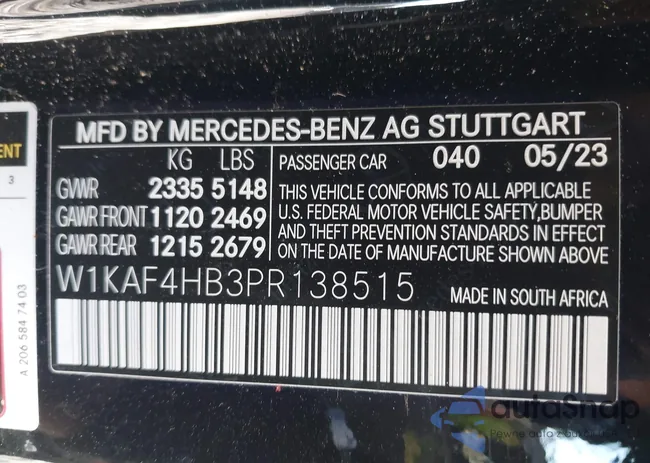 MFD BY MERCEDES-BENZ AG STUTTGART
KG LBS
GVWR 2335 5148
GAWR FRONT 1120 2469
GAWR REAR 1215 2679
PASSENGER CAR 040 05/23
THIS VEHICLE CONFORMS TO ALL APPLICABLE
U.S. FEDERAL MOTOR VEHICLE SAFETY,BUMPER
AND THEFT PREVENTION STANDARDS IN EFFECT
ON THE DATE OF MANUFACTURE SHOWN ABOVE
W1KAF4HB3PR138515
MADE IN SOUTH AFRICA
ENT
3
A 206 584 74 03
autoSnap